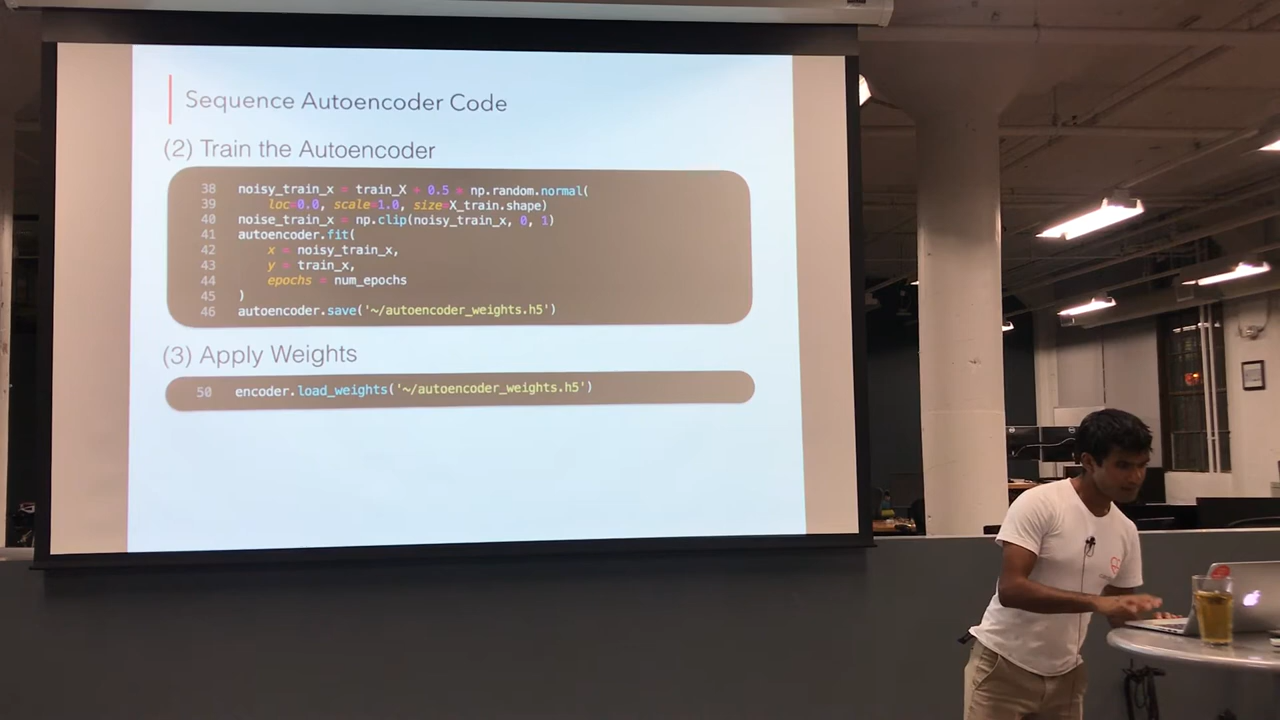 Sequence Autoencoder Code
(2) Train the Autoencoder
38 noisy_train_x = train_X + 0.5 * np.random.normal(
39 loc=0.0, scale=1.0, size=X_train.shape)
40 noise_train_x = np.clip(noisy_train_x, 0, 1)
41 autoencoder.fit(
42 x = noisy_train_x,
43 y = train_x,
44 epochs = num_epochs
45 )
46 autoencoder.save('~/autoencoder_weights.h5')
(3) Apply Weights
50 encoder.load_weights('~/autoencoder_weights.h5')